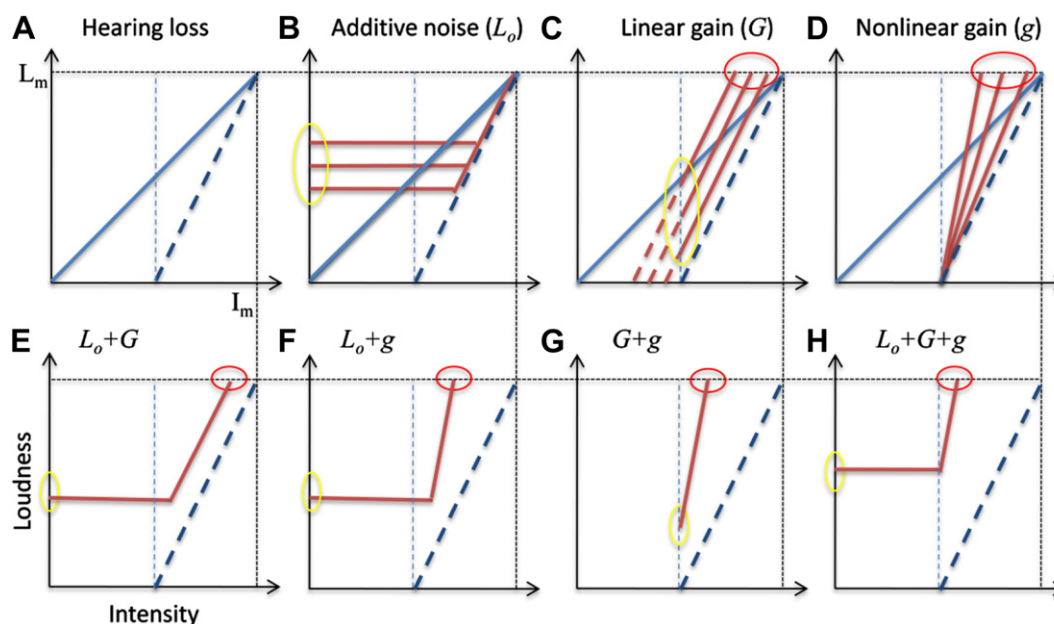 A Hearing loss
B Additive noise (Lₒ)
C Linear gain (G)
D Nonlinear gain (g)
Lₘ
Iₘ
E Lₒ+G
F Lₒ+g
G G+g
H Lₒ+G+g
Loudness
Intensity